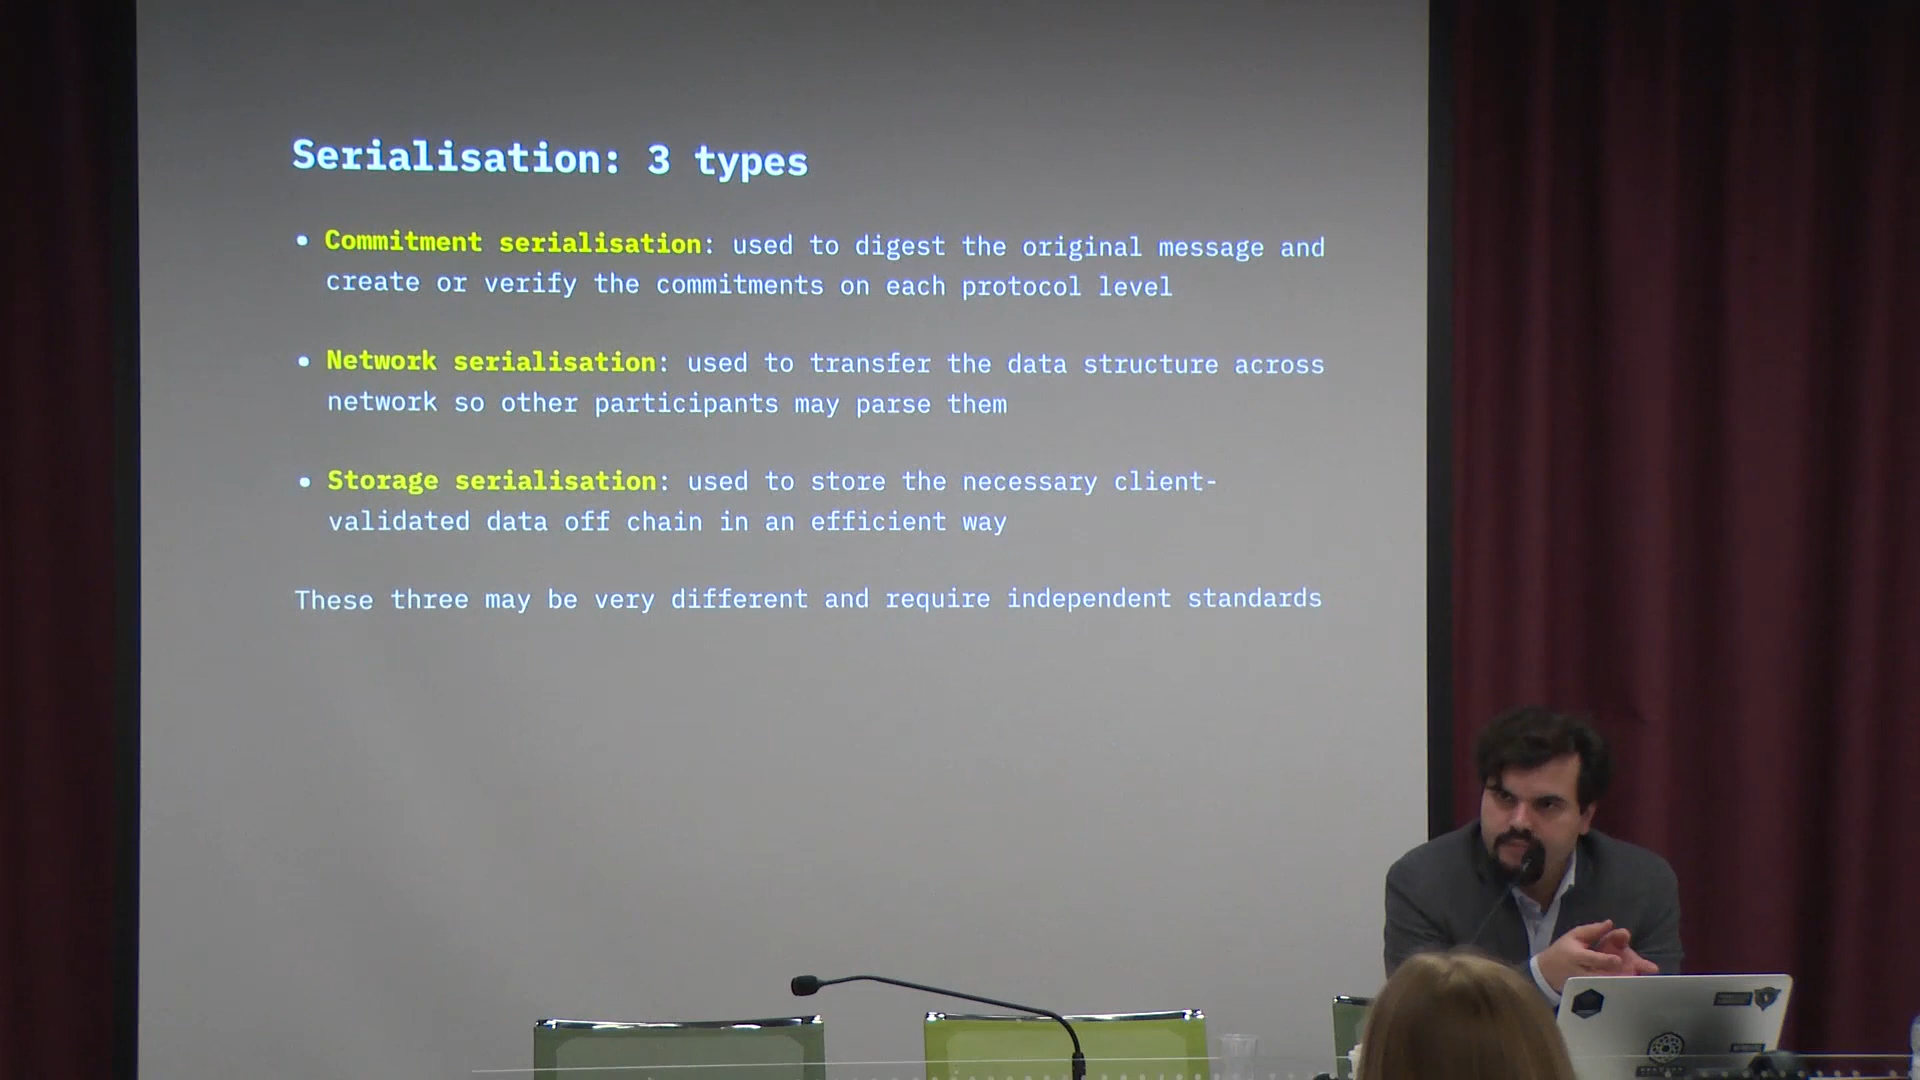 Serialisation: 3 types
• Commitment serialisation: used to digest the original message and
create or verify the commitments on each protocol level
• Network serialisation: used to transfer the data structure across
network so other participants may parse them
• Storage serialisation: used to store the necessary client-
validated data off chain in an efficient way
These three may be very different and require independent standards